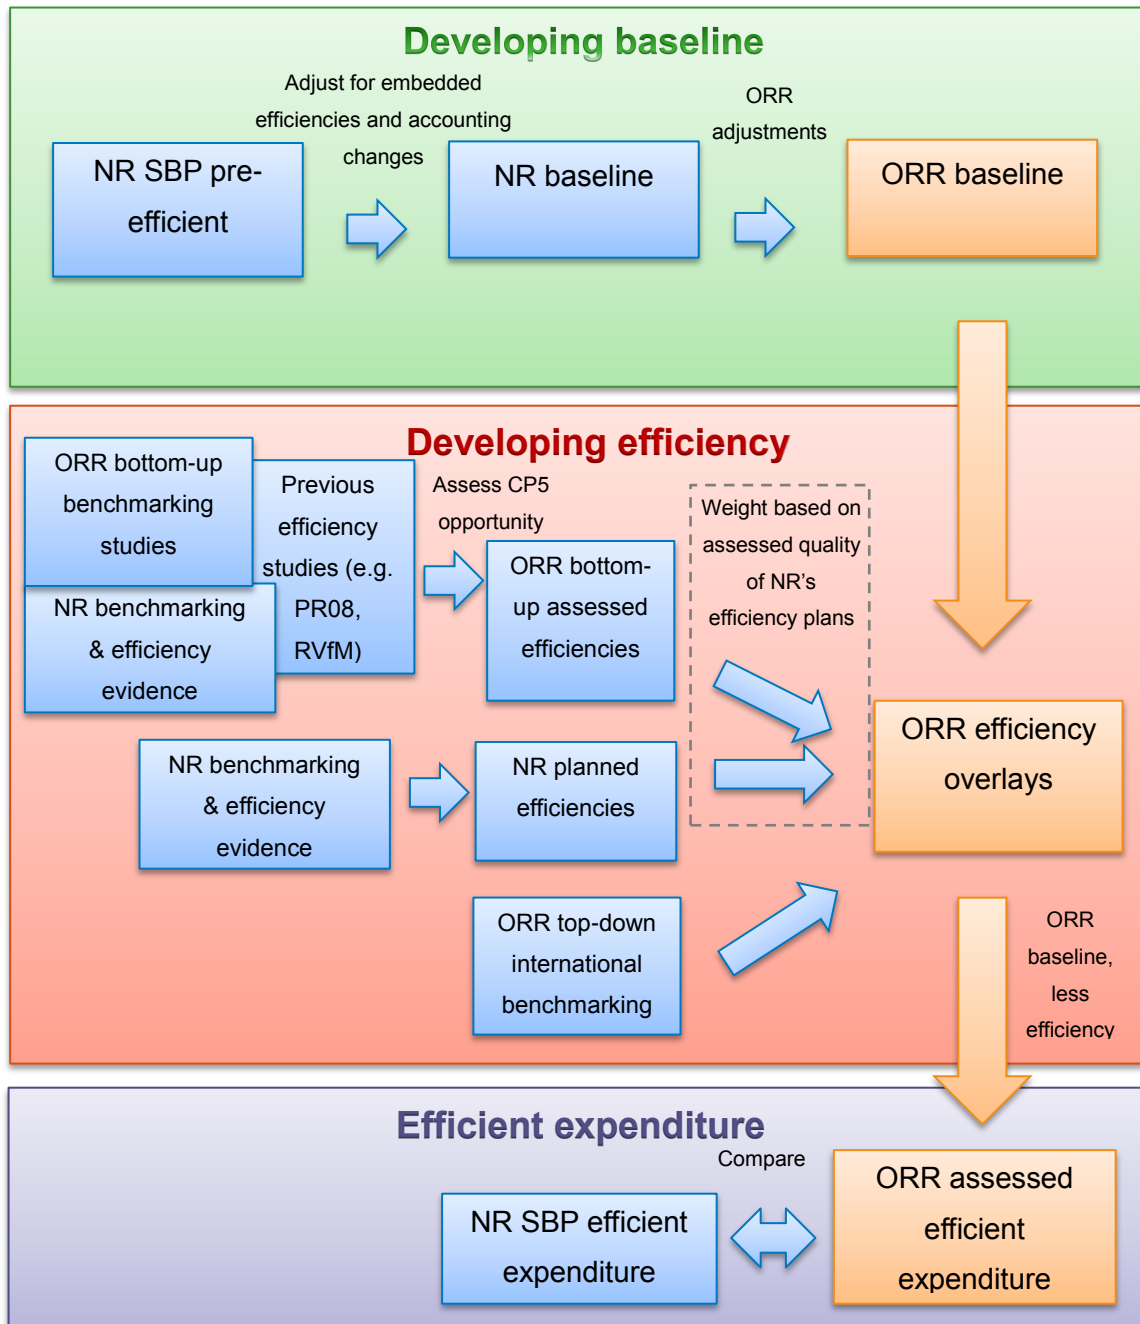 Developing baseline
Adjust for embedded
efficiencies and accounting
changes
ORR
adjustments
NR SBP pre-
efficient
NR baseline
ORR baseline
Developing efficiency
ORR bottom-up
benchmarking
studies
Previous
efficiency
studies (e.g.
PR08,
RVfM)
NR benchmarking
& efficiency
evidence
Assess CP5
opportunity
ORR bottom-
up assessed
efficiencies
Weight based on
assessed quality
of NR's
efficiency plans
ORR efficiency
overlays
NR benchmarking
& efficiency
evidence
NR planned
efficiencies
ORR top-down
international
benchmarking
ORR
baseline,
less
efficiency
Efficient expenditure
Compare
NR SBP efficient
expenditure
ORR assessed
efficient
expenditure